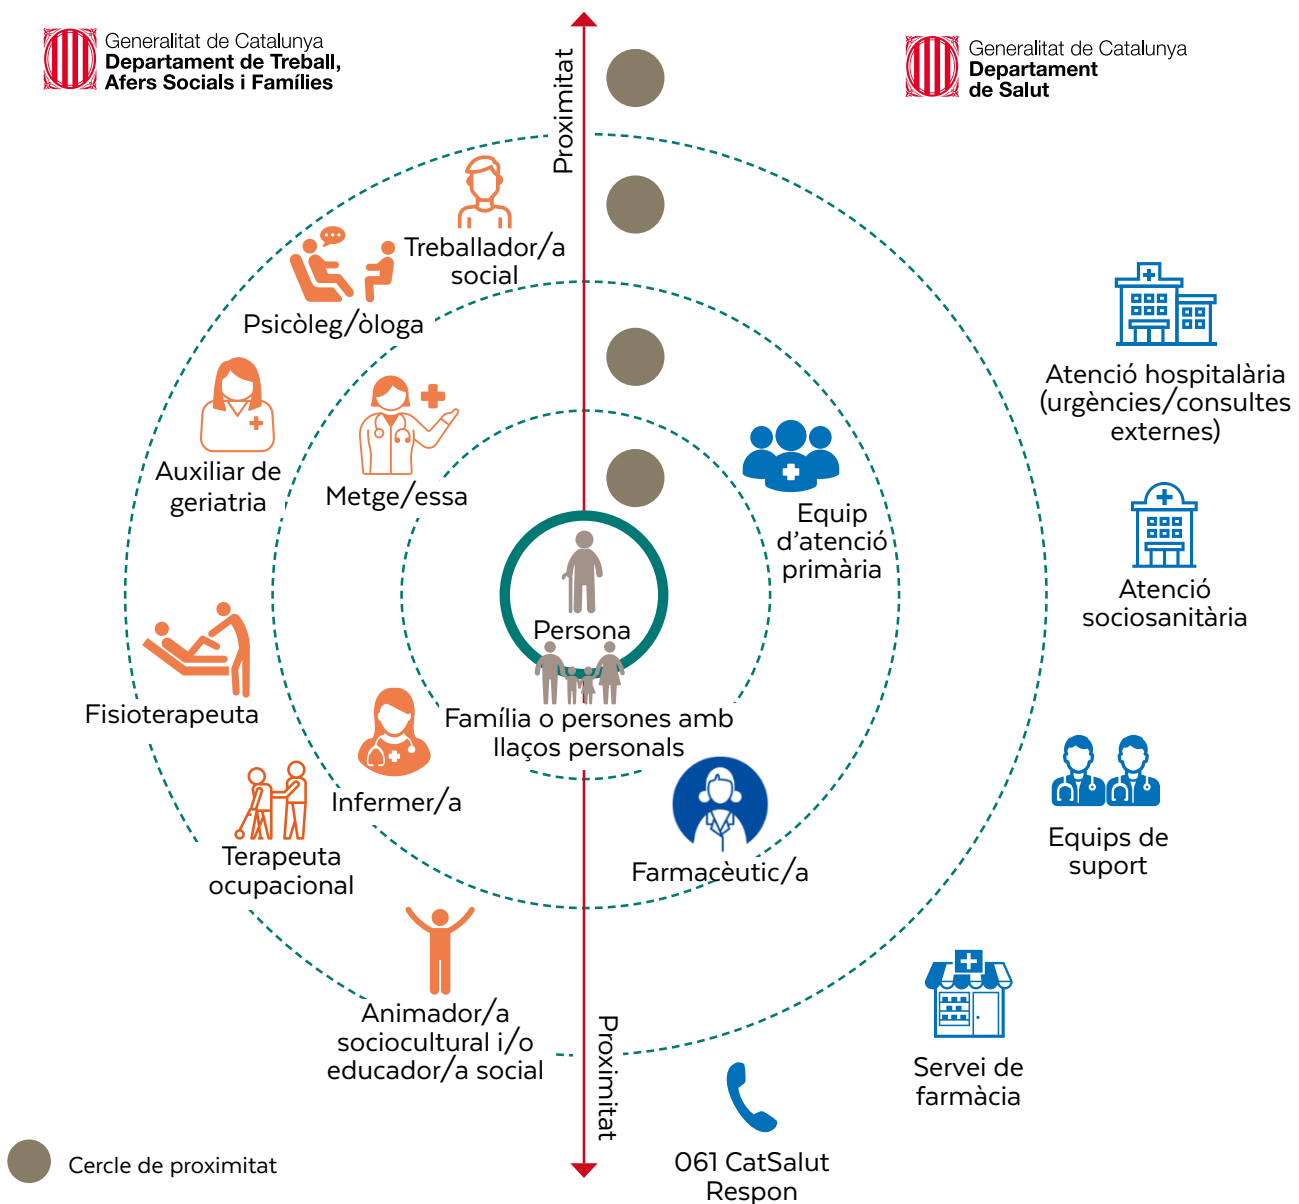 Generalitat de Catalunya
Departament de Treball,
Afers Socials i Famílies
Generalitat de Catalunya
Departament
de Salut
Proximitat
Treballador/a
social
Psicòleg/òloga
Auxiliar de
geriatria
Metge/essa
Atenció hospitalària
(urgències/consultes
externes)
Equip
d'atenció
primària
Atenció
sociosanitària
Persona
Família o persones amb
llaços personals
Fisioterapeuta
Infermer/a
Terapeuta
ocupacional
Farmacèutic/a
Equips de
suport
Animador/a
sociocultural i/o
educador/a social
Proximitat
Servei de
farmàcia
061 CatSalut
Respon
Cercle de proximitat